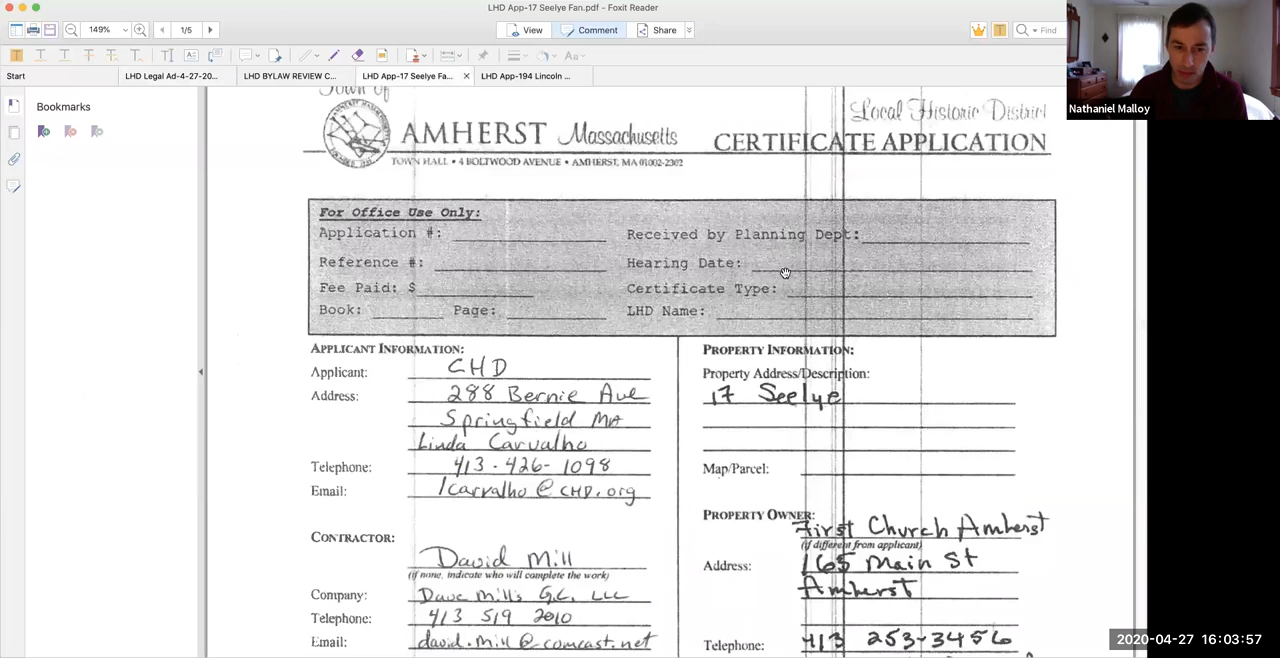 LHD App-17 Seelye Fan.pdf - Foxit Reader
149%
1/5
View
Comment
Share
Find
Start
LHD Legal Ad-4-27-20...
LHD BYLAW REVIEW C...
LHD App-17 Seelye Fa...
LHD App-194 Lincoln ...
Nathaniel Malloy
Bookmarks
Town of
AMHERST Massachusetts
TOWN HALL • 4 BOLTWOOD AVENUE • AMHERST, MA 01002-2302
Local Historic District
CERTIFICATE APPLICATION
For Office Use Only:
Application #:
Received by Planning Dept:
Reference #:
Hearing Date:
Fee Paid: $
Certificate Type:
Book: Page:
LHD Name:
APPLICANT INFORMATION:
Applicant: CHD
Address: 288 Bernie Ave
Springfield MA
Linda Carvalho
Telephone: 413-426-1098
Email: lcarvalho@CHD.org
CONTRACTOR:
David Mill
(if none, indicate who will complete the work)
Company: Dave Mills G.C. LLC
Telephone: 413 519 2010
Email: david.mill@comcast.net
PROPERTY INFORMATION:
Property Address/Description:
17 Seelye
Map/Parcel:
PROPERTY OWNER:
First Church Amherst
(if different from applicant)
Address: 165 Main St
Amherst
Telephone: 413 253-3456
2020-04-27 16:03:57